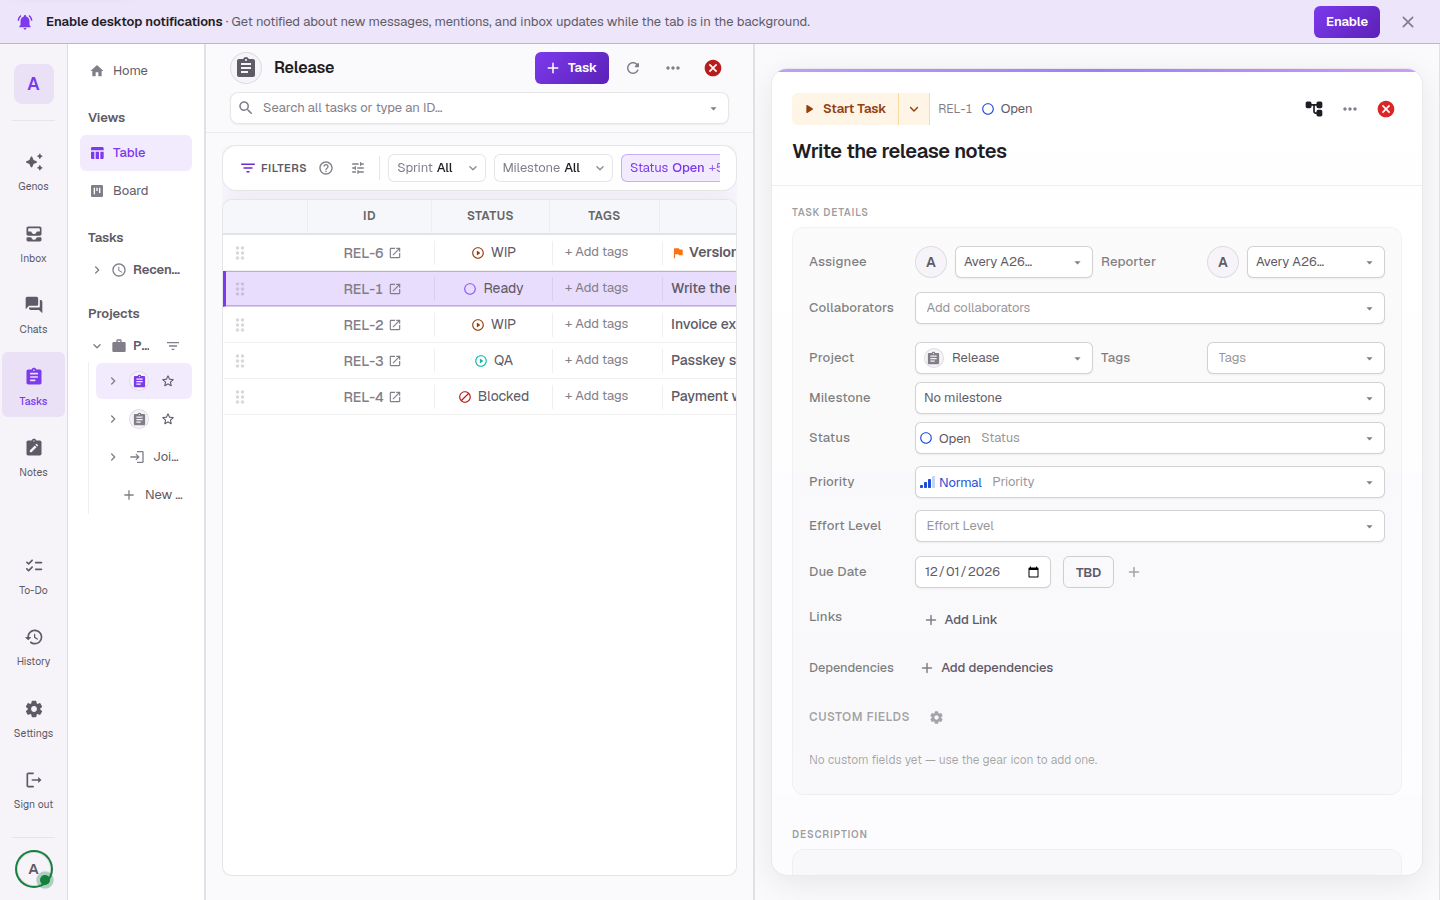 Enable desktop notifications · Get notified about new messages, mentions, and inbox updates while the tab is in the background.
Enable
A
Genos
Inbox
Chats
Tasks
Notes
To-Do
History
Settings
Sign out
A
Home
Views
Table
Board
Tasks
Recen...
Projects
P...
Joi...
New ...
Release
Task
Search all tasks or type an ID...
FILTERS
Sprint All
Milestone All
Status Open +5
ID STATUS TAGS
REL-6 WIP + Add tags Version
REL-1 Ready + Add tags Write the
REL-2 WIP + Add tags Invoice ex
REL-3 QA + Add tags Passkey s
REL-4 Blocked + Add tags Payment
Start Task
REL-1 Open
Write the release notes
TASK DETAILS
Assignee A Avery A26... Reporter A Avery A26...
Collaborators Add collaborators
Project Release Tags Tags
Milestone No milestone
Status Open Status
Priority Normal Priority
Effort Level Effort Level
Due Date 12/01/2026 TBD
Links Add Link
Dependencies Add dependencies
CUSTOM FIELDS
No custom fields yet — use the gear icon to add one.
DESCRIPTION